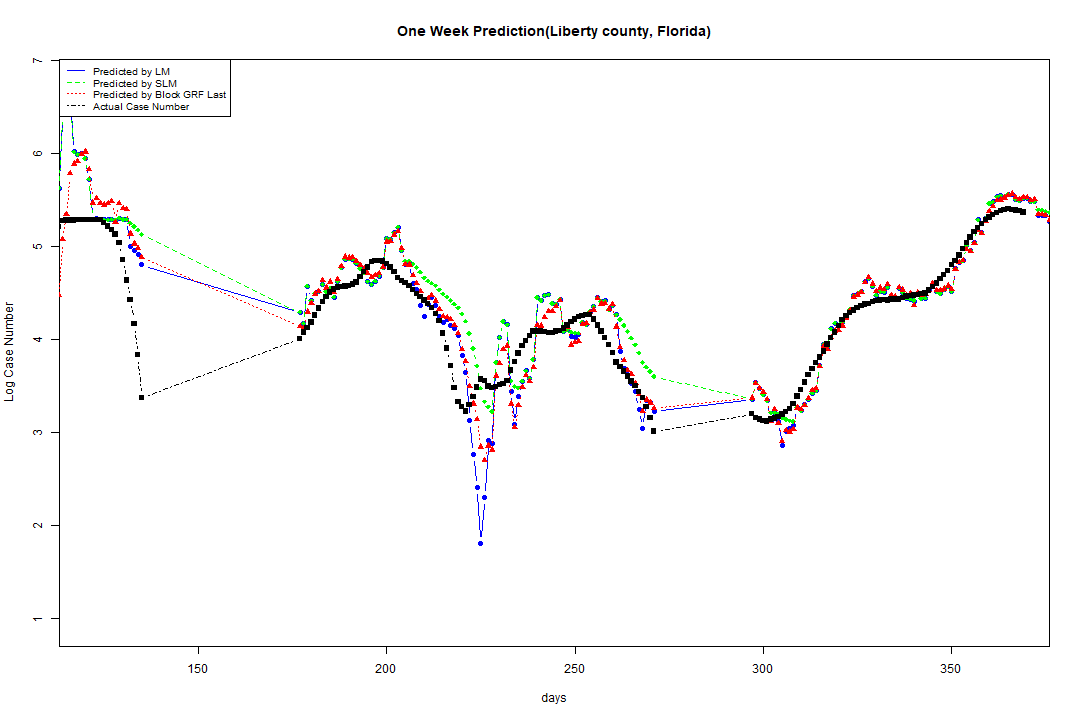 One Week Prediction(Liberty county, Florida)
Predicted by LM
Predicted by SLM
Predicted by Block GRF Last
Actual Case Number
7
6
5
4
3
2
1
Log Case Number
150 200 250 300 350
days